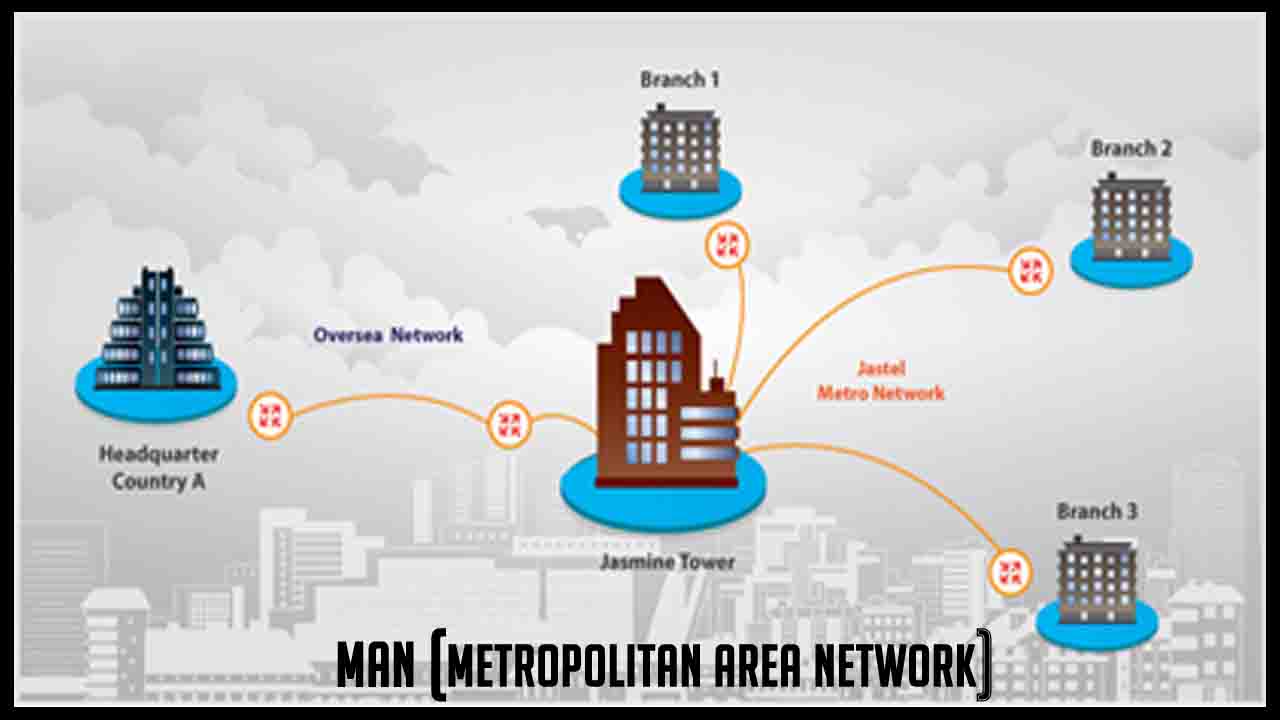 Branch 1
Branch 2
Oversea Network
Jastel
Metro Network
Headquarter
Country A
Branch 3
Jasmine Tower
MAN (METROPOLITAN AREA NETWORK)